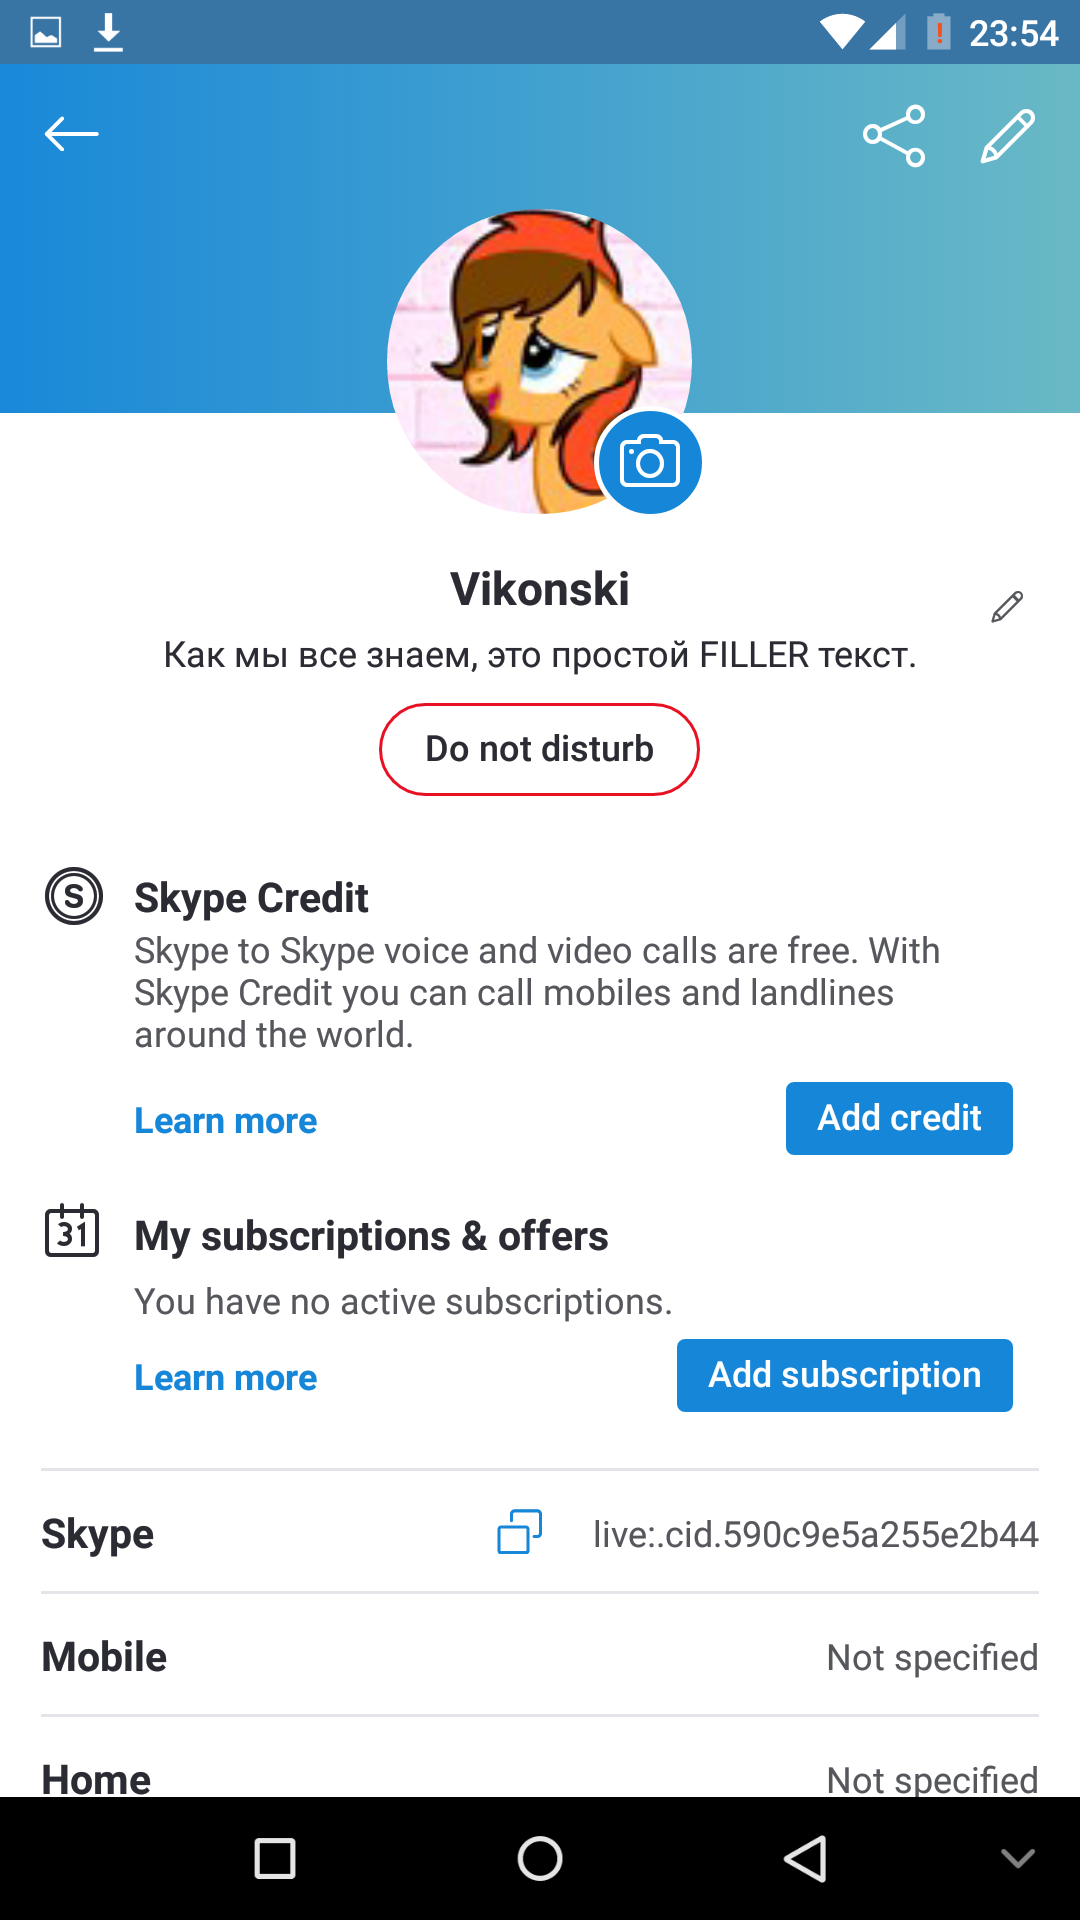 23:54
Vikonski
Как мы все знаем, это простой FILLER текст.
Do not disturb
S
Skype Credit
Skype to Skype voice and video calls are free. With
Skype Credit you can call mobiles and landlines
around the world.
Learn more
Add credit
31
My subscriptions & offers
You have no active subscriptions.
Learn more
Add subscription
Skype
live:.cid.590c9e5a255e2b44
Mobile
Not specified
Home
Not specified